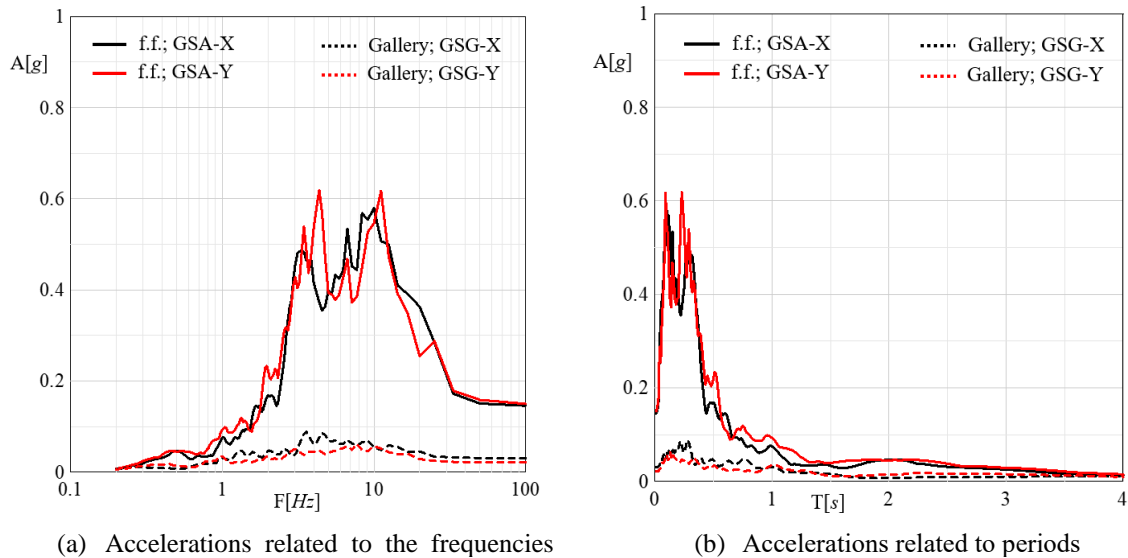 1
f.f.; GSA-X
Gallery; GSG-X
A[g]
f.f.; GSA-Y
Gallery; GSG-Y
0.8
0.6
0.4
0.2
0
0.1
1
10
100
F[Hz]
(a) Accelerations related to the frequencies
1
f.f.; GSA-X
Gallery; GSG-X
A[g]
f.f.; GSA-Y
Gallery; GSG-Y
0.8
0.6
0.4
0.2
0
0
1
2
3
4
T[s]
(b) Accelerations related to periods